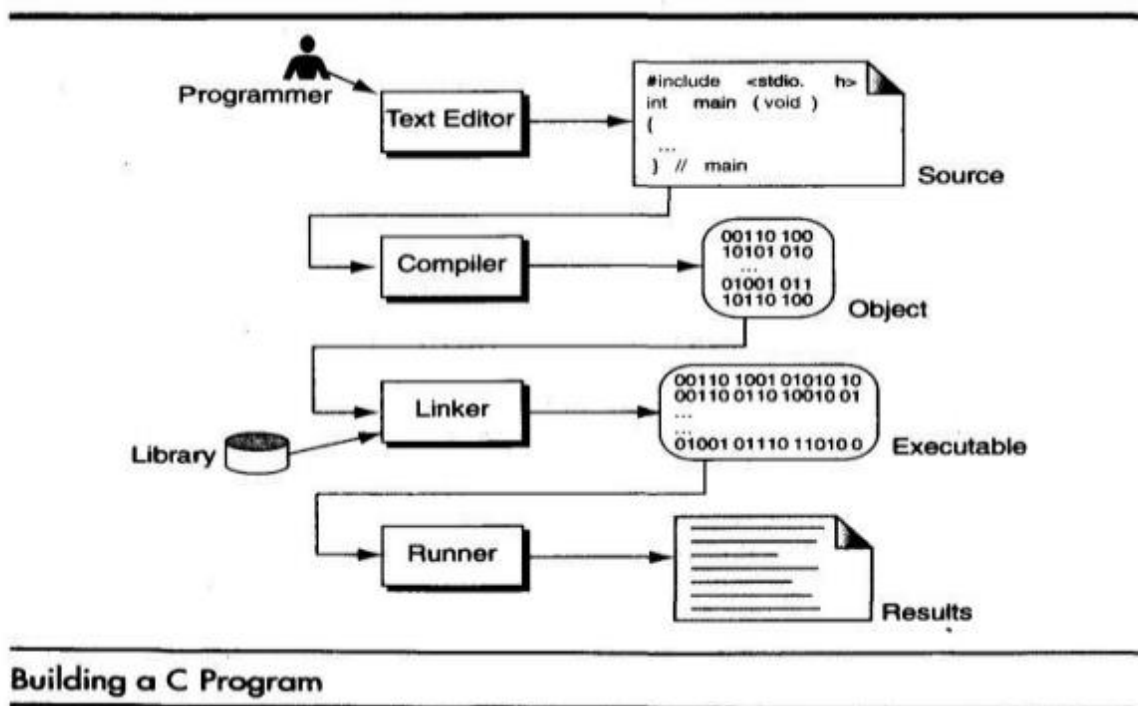 Programmer
Text Editor
#include <stdio. h>
int main (void )
{
...
} // main
Source
Compiler
00110 100
10101 010
...
01001 011
10110 100
Object
Linker
00110 1001 01010 10
00110 0110 10010 01
...
...
01001 01110 11010 0
Executable
Library
Runner
Results
Building a C Program